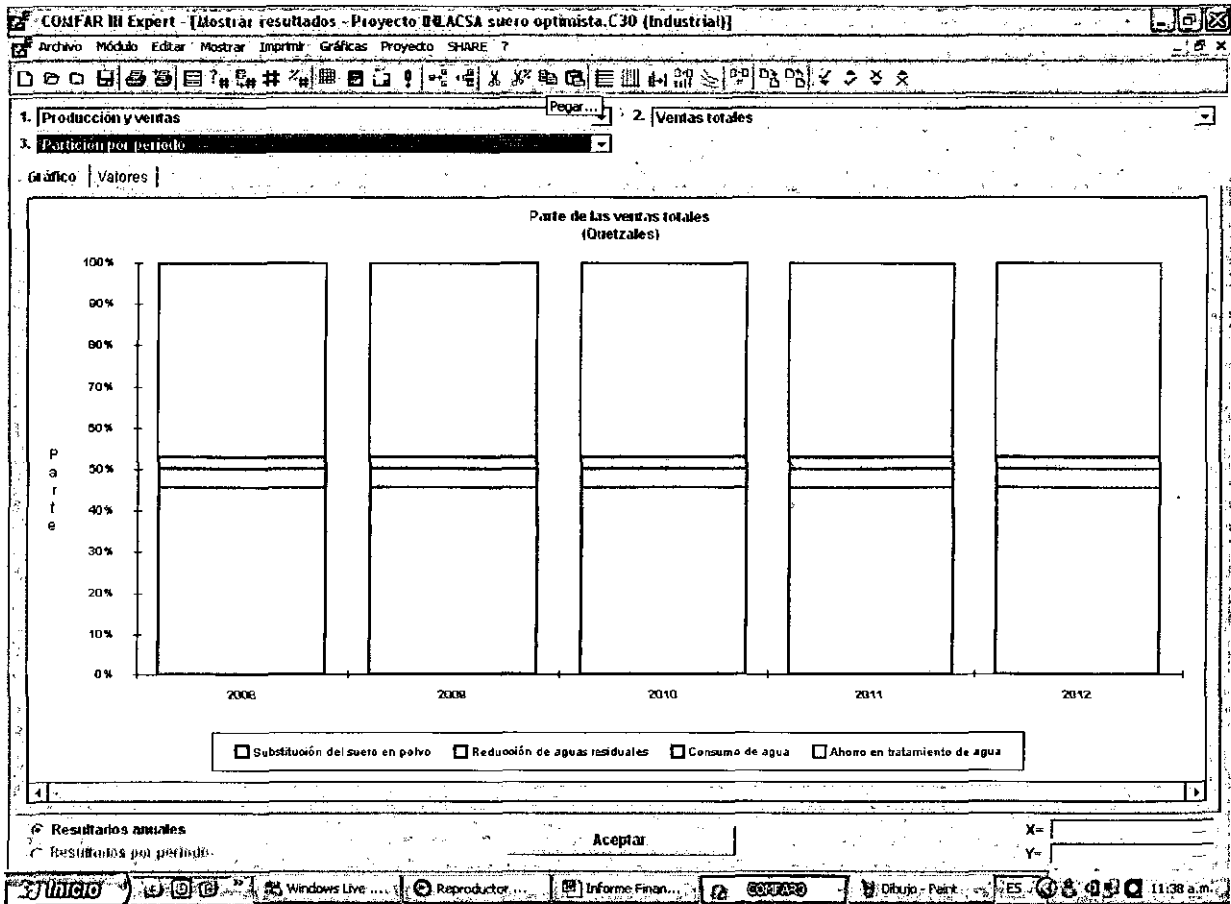 COMFAR III Expert - [Mostrar resultados - Proyecto INLACSA suero optimista.C30 (Industrial)]
Archivo Módulo Editar Mostrar Imprimir Gráficas Proyecto SHARE ?
Pegar...
1. Producción y ventas 2. Ventas totales
3. Partición por período
Gráfico Valores
Parte de las ventas totales
(Quetzales)
100%
90%
80%
70%
60%
50%
40%
30%
20%
10%
0%
Parte
2008 2009 2010 2011 2012
Substitución del suero en polvo Reducción de aguas residuales Consumo de agua Ahorro en tratamiento de agua
Resultados anuales
Resultados por período
Aceptar
X=
Y=
Inicio Windows Live .... Reproductor ... Informe Finan... Dibujo - Paint ES 11:38 a.m.